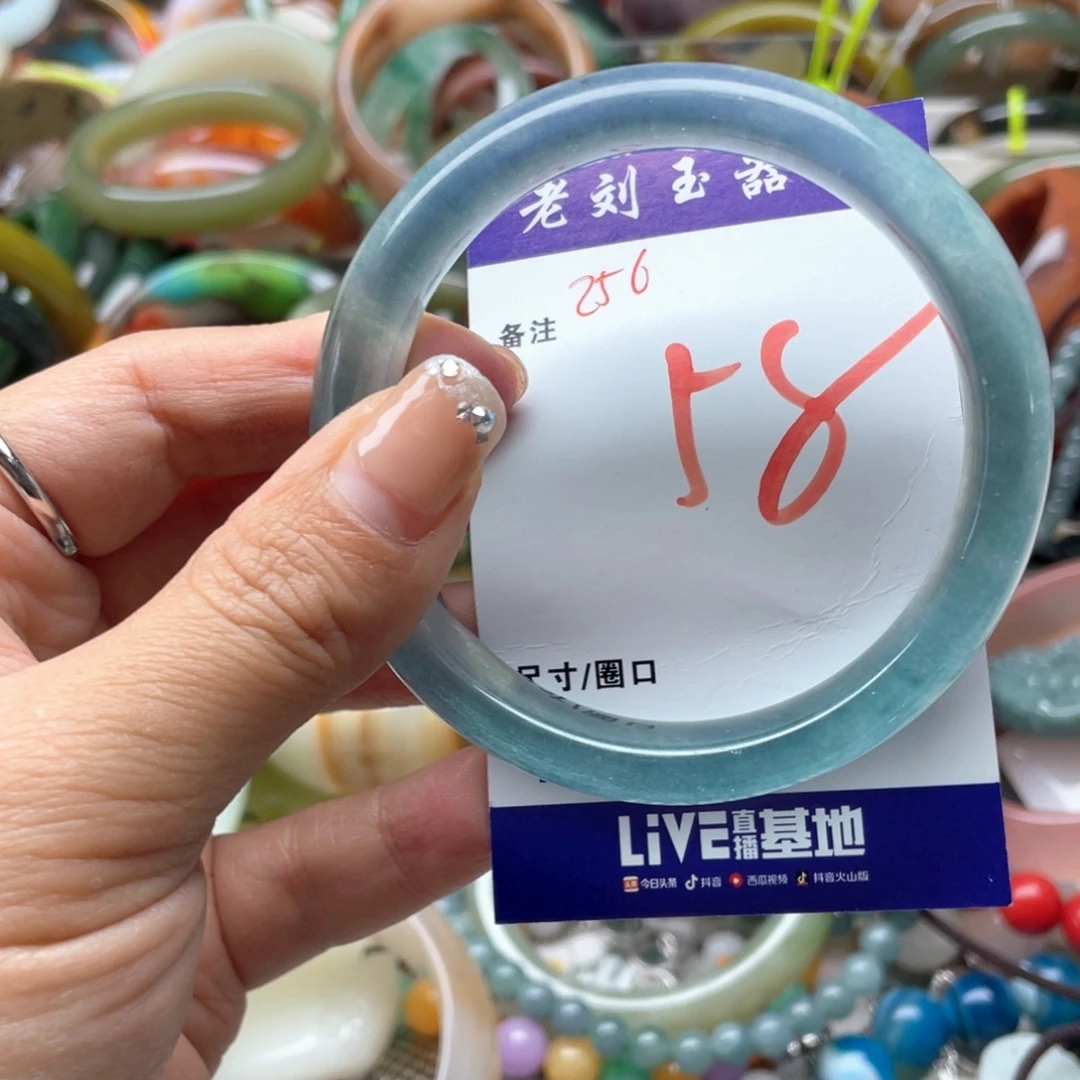 老刘玉器
256
备注
58
尺寸/圈口
LiVE直播基地
今日头条 抖音 西瓜视频 抖音火山版